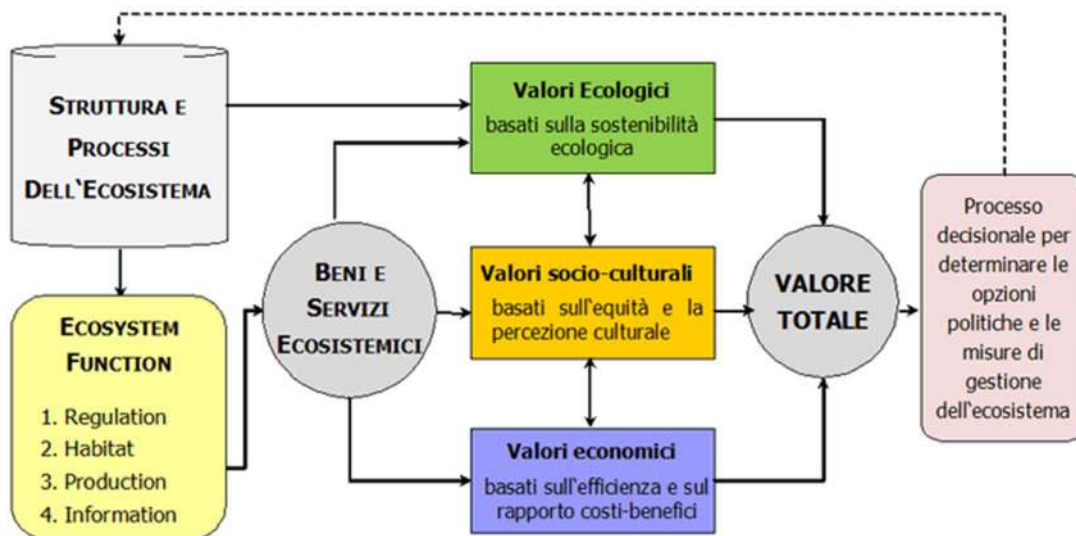 STRUTTURA E
PROCESSI
DELL'ECOSISTEMA
ECOSYSTEM
FUNCTION
1. Regulation
2. Habitat
3. Production
4. Information
BENI E
SERVIZI
ECOSISTEMICI
Valori Ecologici
basati sulla sostenibilità
ecologica
Valori socio-culturali
basati sull'equità e la
percezione culturale
Valori economici
basati sull'efficienza e sul
rapporto costi-benefici
VALORE
TOTALE
Processo
decisionale per
determinare le
opzioni
politiche e le
misure di
gestione
dell'ecosistema